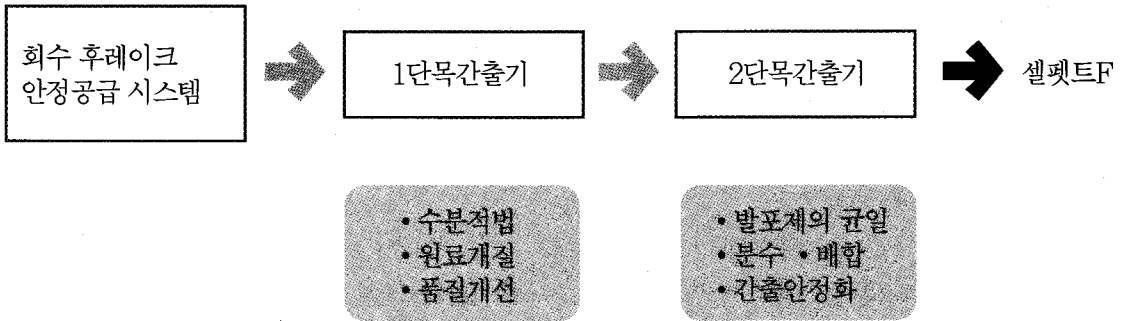 회수 후레이크
안정공급 시스템
1단목간출기
2단목간출기
셀펫트F
• 수분적법
• 원료개질
• 품질개선
• 발포제의 균일
• 분수 • 배합
• 간출안정화